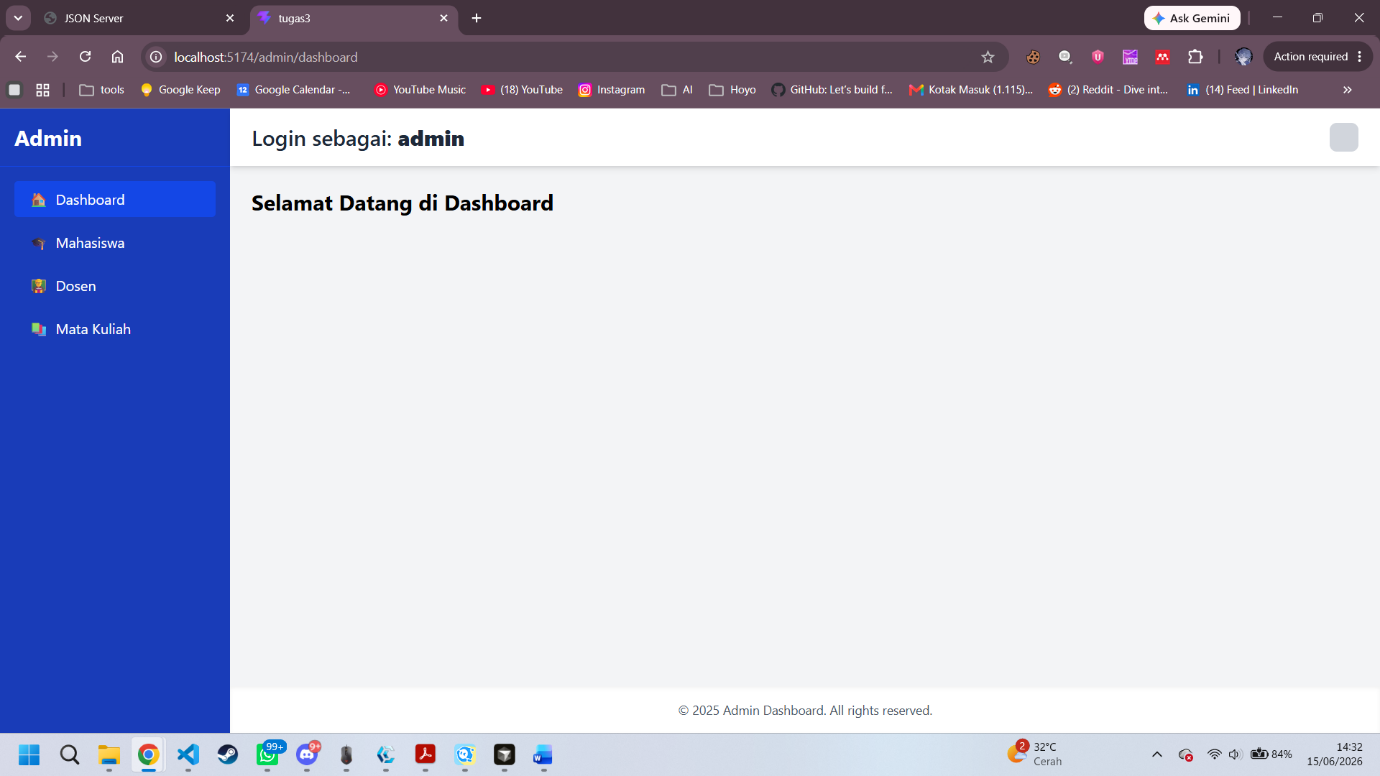 JSON Server
tugas3
Ask Gemini
localhost:5174/admin/dashboard
Action required
tools
Google Keep
12
Google Calendar -...
YouTube Music
(18) YouTube
Instagram
AI
Hoyo
GitHub: Let's build f...
Kotak Masuk (1.115)...
(2) Reddit - Dive int...
(14) Feed | LinkedIn
Admin
Login sebagai: admin
Dashboard
Selamat Datang di Dashboard
Mahasiswa
Dosen
Mata Kuliah
© 2025 Admin Dashboard. All rights reserved.
99+
9+
2
32°C
Cerah
84%
14:32
15/06/2026